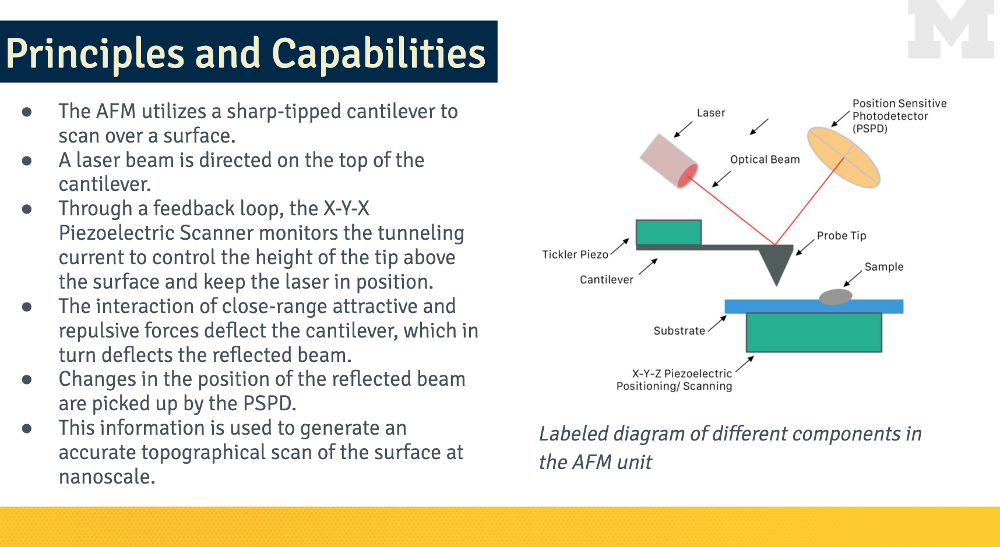 M
Principles and Capabilities
● The AFM utilizes a sharp-tipped cantilever to
scan over a surface.
● A laser beam is directed on the top of the
cantilever.
● Through a feedback loop, the X-Y-X
Piezoelectric Scanner monitors the tunneling
current to control the height of the tip above
the surface and keep the laser in position.
● The interaction of close-range attractive and
repulsive forces deflect the cantilever, which in
turn deflects the reflected beam.
● Changes in the position of the reflected beam
are picked up by the PSPD.
● This information is used to generate an
accurate topographical scan of the surface at
nanoscale.
Laser
Position Sensitive
Photodetector
(PSPD)
Optical Beam
Probe Tip
Tickler Piezo
Cantilever
Sample
Substrate
X-Y-Z Piezoelectric
Positioning/ Scanning
Labeled diagram of different components in
the AFM unit